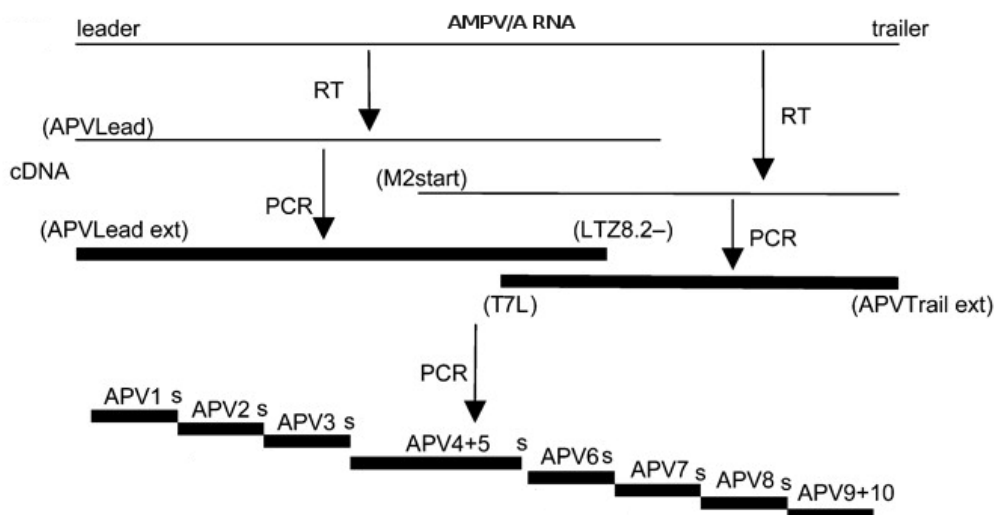 leader AMPV/A RNA trailer
RT
RT
(APVLead)
cDNA
(M2start)
PCR
(APVLead ext) (LTZ8.2–) PCR
(T7L) (APVTrail ext)
PCR
APV1 s
APV2 s
APV3 s
APV4+5 s
APV6 s
APV7 s
APV8 s
APV9+10